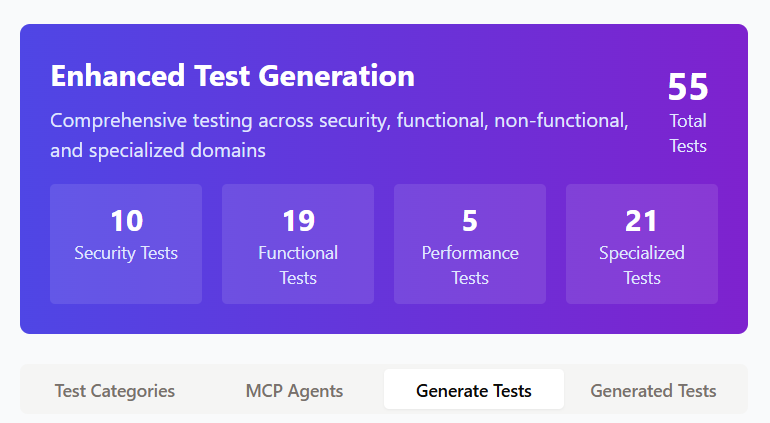 Enhanced Test Generation
Comprehensive testing across security, functional, non-functional,
and specialized domains
55
Total
Tests
10
Security Tests
19
Functional
Tests
5
Performance
Tests
21
Specialized
Tests
Test Categories
MCP Agents
Generate Tests
Generated Tests